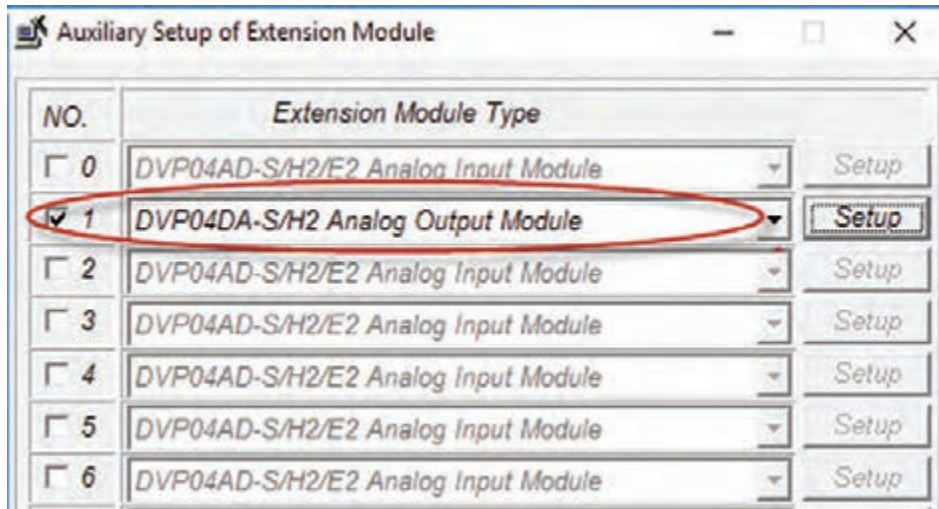 Auxiliary Setup of Extension Module
NO. Extension Module Type
0 DVP04AD-S/H2/E2 Analog Input Module Setup
1 DVP04DA-S/H2 Analog Output Module Setup
2 DVP04AD-S/H2/E2 Analog Input Module Setup
3 DVP04AD-S/H2/E2 Analog Input Module Setup
4 DVP04AD-S/H2/E2 Analog Input Module Setup
5 DVP04AD-S/H2/E2 Analog Input Module Setup
6 DVP04AD-S/H2/E2 Analog Input Module Setup